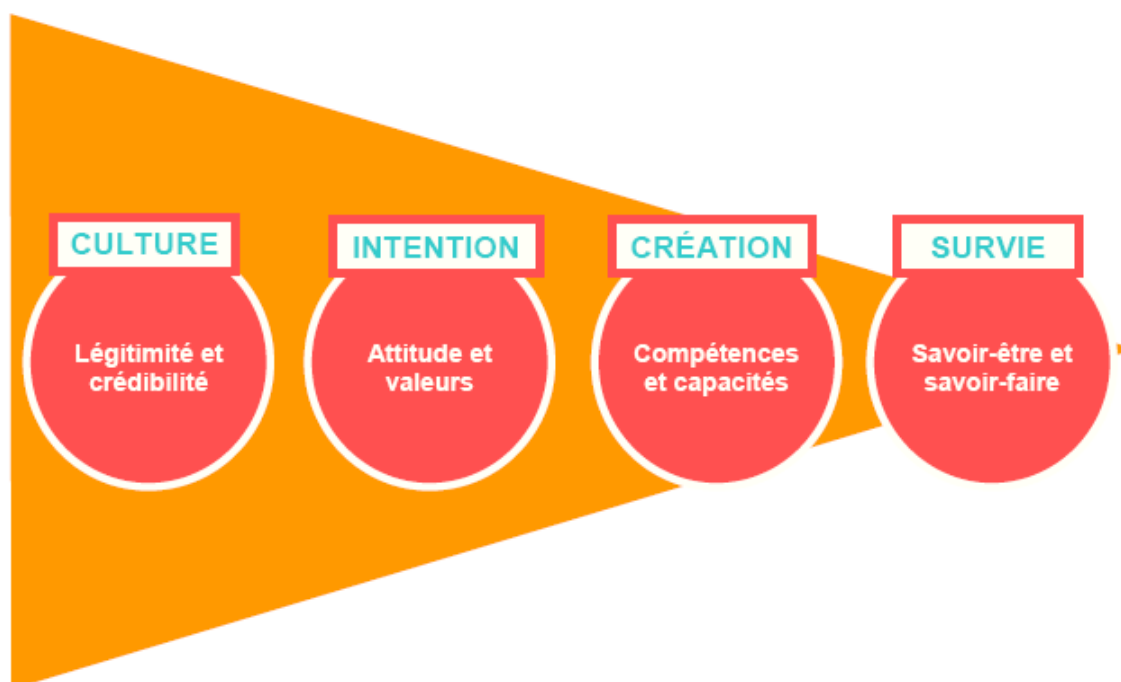 CULTURE
Légitimité et
crédibilité
INTENTION
Attitude et
valeurs
CRÉATION
Compétences
et capacités
SURVIE
Savoir-être et
savoir-faire